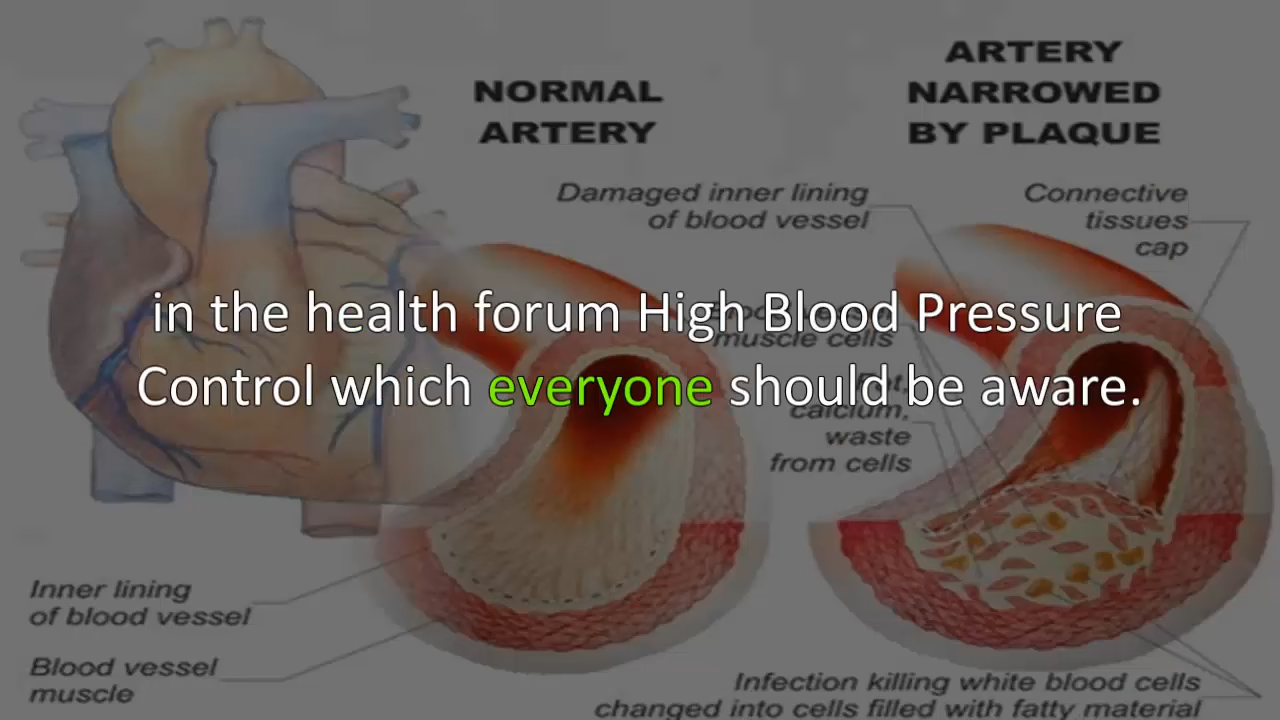 NORMAL
ARTERY
ARTERY
NARROWED
BY PLAQUE
Damaged inner lining
of blood vessel
Connective
tissues
cap
in the health forum High Blood Pressure
Control which everyone should be aware.
muscle cells
calcium,
waste
from cells
Inner lining
of blood vessel
Blood vessel
muscle
Infection killing white blood cells
changed into cells filled with fatty material